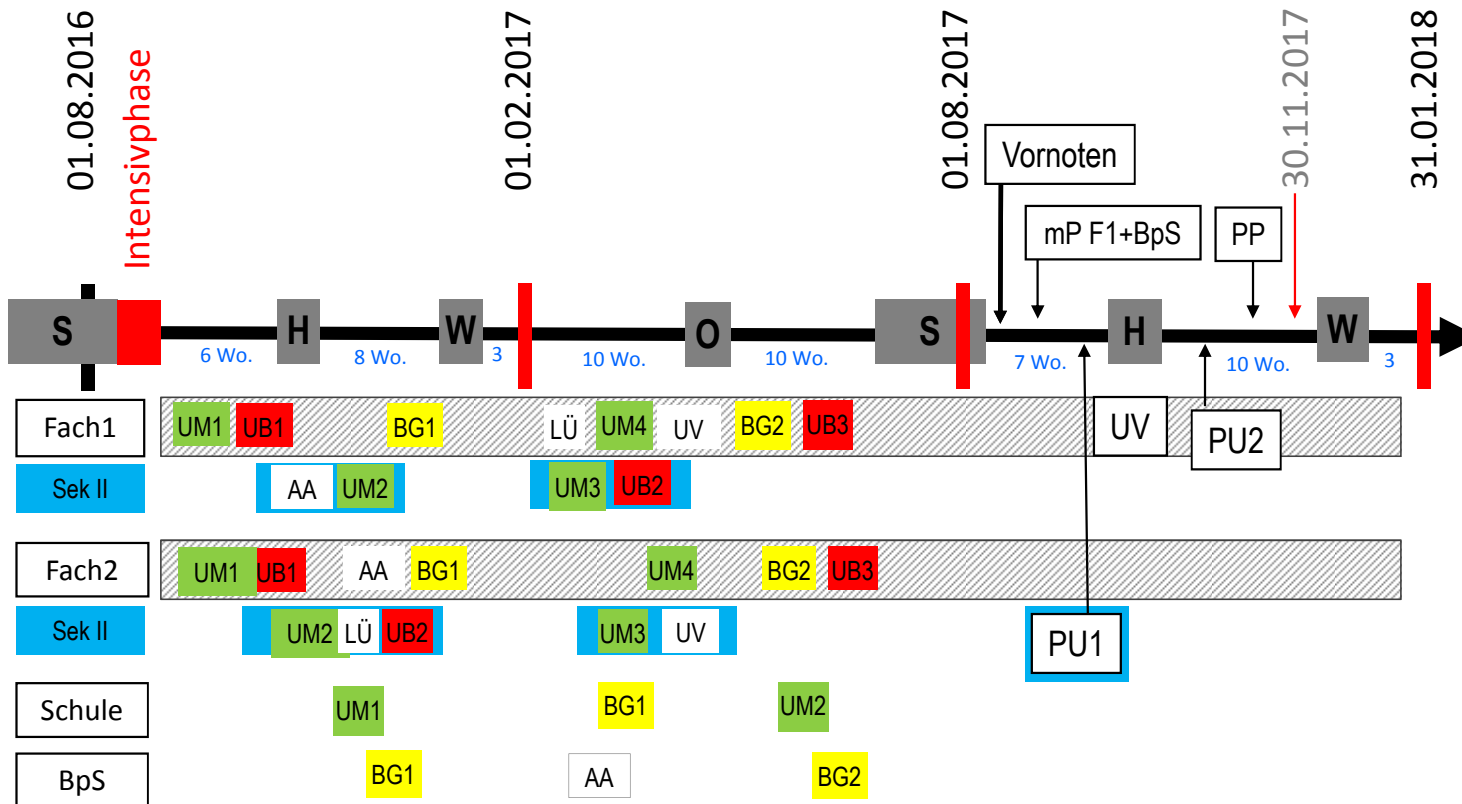 01.08.2016
Intensivphase
01.02.2017
01.08.2017
30.11.2017
31.01.2018
Vornoten
mP F1+BpS
PP
S
H
W
O
S
H
W
6 Wo.
8 Wo.
3
10 Wo.
10 Wo.
7 Wo.
10 Wo.
3
Fach1
UM1
UB1
BG1
LÜ
UM4
UV
BG2
UB3
UV
PU2
Sek II
AA
UM2
UM3
UB2
Fach2
UM1
UB1
AA
BG1
UM4
BG2
UB3
Sek II
UM2
LÜ
UB2
UM3
UV
PU1
Schule
UM1
BG1
UM2
BpS
BG1
AA
BG2